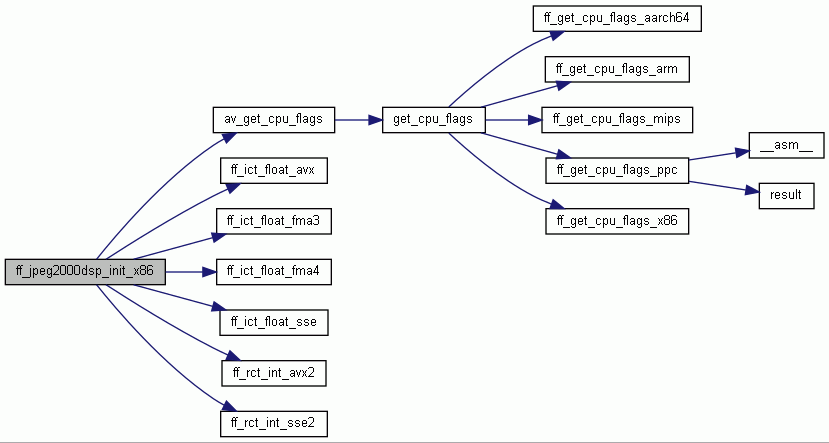 ff_get_cpu_flags_aarch64
ff_get_cpu_flags_arm
av_get_cpu_flags
get_cpu_flags
ff_get_cpu_flags_mips
__asm__
ff_ict_float_avx
ff_get_cpu_flags_ppc
result
ff_ict_float_fma3
ff_get_cpu_flags_x86
ff_jpeg2000dsp_init_x86
ff_ict_float_fma4
ff_ict_float_sse
ff_rct_int_avx2
ff_rct_int_sse2